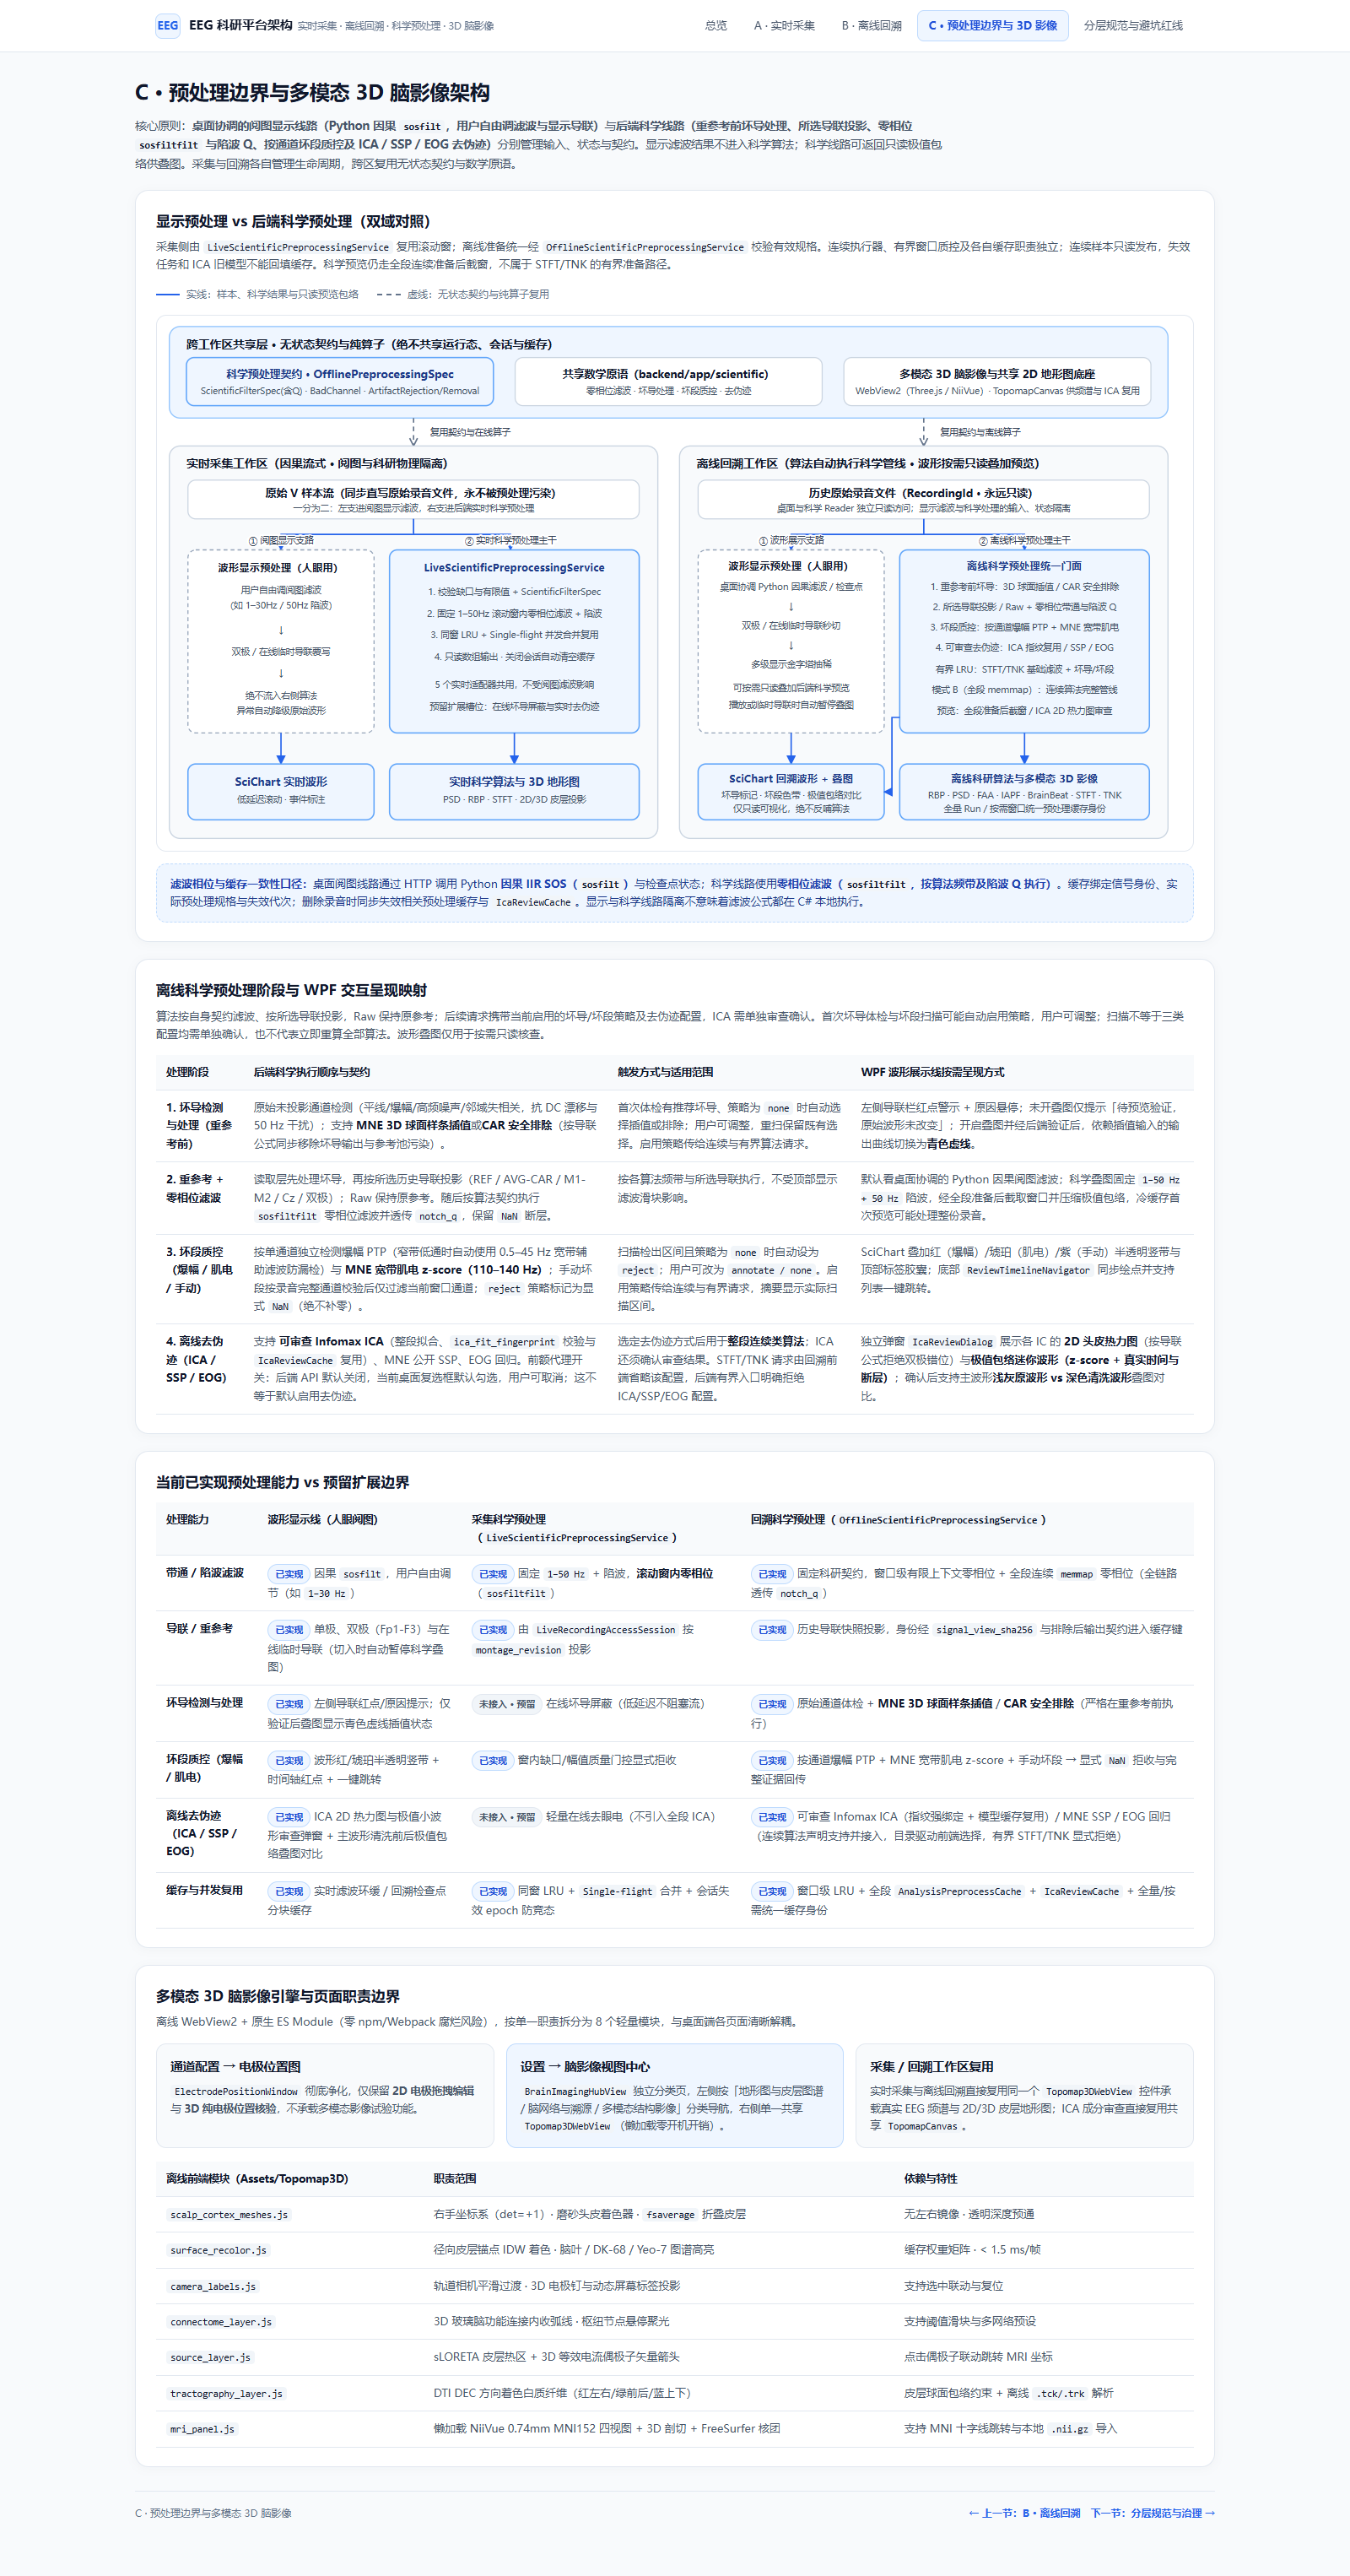 EEG EEG 科研平台架构 实时采集 · 离线回溯 · 科学预处理 · 3D 脑影像
总览 A · 实时采集 B · 离线回溯 C • 预处理边界与 3D 影像 分层规范与避坑红线
C • 预处理边界与多模态 3D 脑影像架构
核心原则：桌面协调的阅图显示线路（Python 因果 sosfilt，用户自由调滤波与显示导联）与后端科学线路（重参考前坏导处理、所选导联投影、零相位
sosfiltfilt 与陷波 Q、按通道坏段质控及 ICA / SSP / EOG 去伪迹）分别管理输入、状态与契约。显示滤波结果不进入科学算法；科学线路可返回只读极值包
络供叠图。采集与回溯各自管理生命周期，跨区复用无状态契约与数学原语。
显示预处理 vs 后端科学预处理（双域对照）
采集侧由 LiveScientificPreprocessingService 复用滚动窗；离线准备统一经 OfflineScientificPreprocessingService 校验有效规格。连续执行器、有界窗口质控及各自缓存职责独立；连续样本只读发布，失效
任务和 ICA 旧模型不能回填缓存。科学预览仍走全段连续准备后截窗，不属于 STFT/TNK 的有界准备路径。
实线：样本、科学结果与只读预览包络 虚线：无状态契约与纯算子复用
跨工作区共享层 • 无状态契约与纯算子（绝不共享运行态、会话与缓存）
科学预处理契约 • OfflinePreprocessingSpec
ScientificFilterSpec(含Q) · BadChannel · ArtifactRejection/Removal
共享数学原语（backend/app/scientific）
零相位滤波 · 坏导处理 · 坏段质控 · 去伪迹
多模态 3D 脑影像与共享 2D 地形图底座
WebView2（Three.js / NiiVue）· TopomapCanvas 供频谱与 ICA 复用
复用契约与在线算子
复用契约与离线算子
实时采集工作区（因果流式 • 阅图与科研物理隔离）
原始 V 样本流（同步直写原始录音文件，永不被预处理污染）
一分为二：左支进阅图显示滤波，右支进后端实时科学预处理
① 阅图显示支路
② 实时科学预处理主干
波形显示预处理（人眼用）
用户自由调阅图滤波
(如 1–30Hz / 50Hz 陷波)
↓
双极 / 在线临时导联覆写
↓
绝不流入右侧算法
异常自动降级原始波形
LiveScientificPreprocessingService
1. 校验缺口与有限值 + ScientificFilterSpec
2. 固定 1–50Hz 滚动窗内零相位滤波 + 陷波
3. 同窗 LRU + Single-flight 并发合并复用
4. 只读数组输出 · 关闭会话自动清空缓存
5 个实时适配器共用，不受阅图滤波影响
预留扩展槽位：在线坏导屏蔽与实时去伪迹
SciChart 实时波形
低延迟滚动 · 事件标注
实时科学算法与 3D 地形图
PSD · RBP · STFT · 2D/3D 皮层投影
离线回溯工作区（算法自动执行科学管线 • 波形按需只读叠加预览）
历史原始录音文件（RecordingId • 永远只读）
桌面与科学 Reader 独立只读访问；显示滤波与科学处理的输入、状态隔离
① 波形展示支路
② 离线科学预处理主干
波形显示预处理（人眼用）
桌面协调 Python 因果滤波 / 检查点
↓
双极 / 在线临时导联秒切
↓
多级显示金字塔抽稀
可按需只读叠加后端科学预览
播放或临时导联时自动暂停叠图
离线科学预处理统一门面
1. 重参考前坏导：3D 球面插值 / CAR 安全排除
2. 所选导联投影 / Raw + 零相位带通与陷波 Q
3. 坏段质控：按通道爆幅 PTP + MNE 宽带肌电
4. 可审查去伪迹：ICA 指纹复用 / SSP / EOG
有界 LRU：STFT/TNK 基础滤波 + 坏导/坏段
模式 B（全段 memmap）：连续算法完整管线
预览：全段准备后截窗 / ICA 2D 热力图审查
SciChart 回溯波形 + 叠图
坏导标记 · 坏段色带 · 极值包络对比
仅只读可视化，绝不反哺算法
离线科研算法与多模态 3D 影像
RBP · PSD · FAA · IAPF · BrainBeat · STFT · TNK
全量 Run / 按需窗口统一预处理缓存身份
滤波相位与缓存一致性口径：桌面阅图线路通过 HTTP 调用 Python 因果 IIR SOS（ sosfilt ）与检查点状态；科学线路使用零相位滤波（ sosfiltfilt ，按算法频带及陷波 Q 执行）。缓存绑定信号身份、实
际预处理规格与失效代次；删除录音时同步失效相关预处理缓存与 IcaReviewCache 。显示与科学线路隔离不意味着滤波公式都在 C# 本地执行。
离线科学预处理阶段与 WPF 交互呈现映射
算法按自身契约滤波、按所选导联投影，Raw 保持原参考；后续请求携带当前启用的坏导/坏段策略及去伪迹配置，ICA 需单独审查确认。首次坏导体检与坏段扫描可能自动启用策略，用户可调整；扫描不等于三类
配置均需单独确认，也不代表立即重算全部算法。波形叠图仅用于按需只读核查。
处理阶段 后端科学执行顺序与契约 触发方式与适用范围 WPF 波形展示线按需呈现方式
1. 坏导检测
与处理（重参
考前）
原始未投影通道检测（平线/爆幅/高频噪声/邻域失相关，抗 DC 漂移与
50 Hz 干扰）；支持 MNE 3D 球面样条插值或CAR 安全排除（按导联
公式同步移除坏导输出与参考池污染）。
首次体检有推荐坏导、策略为 none 时自动选
择插值或排除；用户可调整，重扫保留既有选
择。启用策略传给连续与有界算法请求。
左侧导联栏红点警示 + 原因悬停；未开叠图仅提示「待预览验证，
原始波形未改变」；开启叠图并经后端验证后，依赖插值输入的输
出曲线切换为青色虚线。
2. 重参考 +
零相位滤波
读取层先处理坏导，再按所选历史导联投影（REF / AVG-CAR / M1-
M2 / Cz / 双极）；Raw 保持原参考。随后按算法契约执行
sosfiltfilt 零相位滤波并透传 notch_q，保留 NaN 断层。
按各算法频带与所选导联执行，不受顶部显示
滤波滑块影响。
默认看桌面协调的 Python 因果阅图滤波；科学叠图固定 1–50 Hz
+ 50 Hz 陷波，经全段准备后截取窗口并压缩极值包络，冷缓存首
次预览可能处理整份录音。
3. 坏段质控
（爆幅 / 肌电
/ 手动）
按单通道独立检测爆幅 PTP（窄带低通时自动使用 0.5–45 Hz 宽带辅
助滤波防漏检）与 MNE 宽带肌电 z-score（110–140 Hz）；手动坏
段按录音完整通道校验后仅过滤当前窗口通道；reject 策略标记为显
式 NaN（绝不补零）。
扫描检出区间且策略为 none 时自动设为
reject；用户可改为 annotate / none。启
用策略传给连续与有界请求，摘要显示实际扫
描区间。
SciChart 叠加红（爆幅）/琥珀（肌电）/紫（手动）半透明竖带与
顶部标签胶囊；底部 ReviewTimelineNavigator 同步绘点并支持
列表一键跳转。
4. 离线去伪
迹（ICA /
SSP / EOG）
支持 可审查 Infomax ICA（整段拟合、ica_fit_fingerprint 校验与
IcaReviewCache 复用）、MNE 公开 SSP、EOG 回归。前额代理开
关；后端 API 默认关闭，当前桌面复选框默认勾选，用户可取消；这不
等于默认启用去伪迹。
选定去伪迹方式后用于整段连续类算法；ICA
还须确认审查结果。STFT/TNK 请求由回溯前
端省略该配置，后端有界入口明确拒绝
ICA/SSP/EOG 配置。
独立弹窗 IcaReviewDialog 展示各 IC 的 2D 头皮热力图（按导联
公式拒绝双极错位）与极值包络迷你波形（z-score + 真实时间与
断层）；确认后支持主波形浅灰原波形 vs 深色清洗波形叠图对
比。
当前已实现预处理能力 vs 预留扩展边界
处理能力 波形显示线（人眼阅图） 采集科学预处理
（ LiveScientificPreprocessingService ）
回溯科学预处理（ OfflineScientificPreprocessingService ）
带通 / 陷波滤波
已实现 因果 sosfilt，用户自由调
节（如 1–30 Hz ）
已实现 固定 1–50 Hz + 陷波，滚动窗内零相位
（ sosfiltfilt ）
已实现 固定科研契约，窗口级有限上下文零相位 + 全段连续 memmap 零相位（全链路
透传 notch_q ）
导联 / 重参考
已实现 单极、双极（Fp1-F3）与在
线临时导联（切入时自动暂停科学叠
图）
已实现 由 LiveRecordingAccessSession 按
montage_revision 投影
已实现 历史导联快照投影，身份经 signal_view_sha256 与排除后输出契约进入缓存键
坏导检测与处理
已实现 左侧导联红点/原因提示；仅
验证后叠图显示青色虚线插值状态
未接入 • 预留 在线坏导屏蔽（低延迟不阻塞流）
已实现 原始通道体检 + MNE 3D 球面样条插值 / CAR 安全排除（严格在重参考前执
行）
坏段质控（爆幅
/ 肌电）
已实现 波形红/琥珀半透明竖带 +
时间轴红点 + 一键跳转
已实现 窗内缺口/幅值质量门控显式拒收
已实现 按通道爆幅 PTP + MNE 宽带肌电 z-score + 手动坏段 → 显式 NaN 拒收与完
整证据回传
离线去伪迹
（ICA / SSP /
EOG）
已实现 ICA 2D 热力图与极值小波
形审查弹窗 + 主波形清洗前后极值包
络叠图对比
未接入 • 预留 轻量在线去眼电（不引入全段 ICA）
已实现 可审查 Infomax ICA（指纹强绑定 + 模型缓存复用）/ MNE SSP / EOG 回归
（连续算法声明支持并接入，目录驱动前端选择，有界 STFT/TNK 显式拒绝）
缓存与并发复用
已实现 实时滤波环缓 / 回溯检查点
分块缓存
已实现 同窗 LRU + Single-flight 合并 + 会话失
效 epoch 防竞态
已实现 窗口级 LRU + 全段 AnalysisPreprocessCache + IcaReviewCache + 全量/按
需统一缓存身份
多模态 3D 脑影像引擎与页面职责边界
离线 WebView2 + 原生 ES Module（零 npm/Webpack 腐烂风险），按单一职责拆分为 8 个轻量模块，与桌面端各页面清晰解耦。
通道配置 → 电极位置图
ElectrodePositionWindow 彻底净化，仅保留 2D 电极拖拽编辑
与 3D 纯电极位置核验，不承载多模态影像试验功能。
设置 → 脑影像视图中心
BrainImagingHubView 独立分类页，左侧按「地形图与皮层图谱
/ 脑网络与溯源 / 多模态结构影像」分类导航，右侧单一共享
Topomap3DWebView （懒加载零开机开销）。
采集 / 回溯工作区复用
实时采集与离线回溯直接复用同一个 Topomap3DWebView 控件承
载真实 EEG 频谱与 2D/3D 皮层地形图；ICA 成分审查直接复用共
享 TopomapCanvas 。
离线前端模块（Assets/Topomap3D） 职责范围 依赖与特性
scalp_cortex_meshes.js 右手坐标系（det=+1）· 磨砂头皮着色器 · fsaverage 折叠皮层 无左右镜像 · 透明深度预通
surface_recolor.js 径向皮层锚点 IDW 着色 · 脑叶 / DK-68 / Yeo-7 图谱高亮 缓存权重矩阵 · < 1.5 ms/帧
camera_labels.js 轨道相机平滑过渡 · 3D 电极钉与动态屏幕标签投影 支持选中联动与复位
connectome_layer.js 3D 玻璃脑功能连接内收弧线 · 枢纽节点悬停聚光 支持阈值滑块与多网络预设
source_layer.js sLORETA 皮层热区 + 3D 等效电流偶极子矢量箭头 点击偶极子联动跳转 MRI 坐标
tractography_layer.js DTI DEC 方向着色白质纤维（红左右/绿前后/蓝上下） 皮层球面包络约束 + 离线 .tck/.trk 解析
mri_panel.js 懒加载 NiiVue 0.74mm MNI152 四视图 + 3D 剖切 + FreeSurfer 核团 支持 MNI 十字线跳转与本地 .nii.gz 导入
C · 预处理边界与多模态 3D 脑影像
← 上一节：B • 离线回溯 下一节：分层规范与治理 →